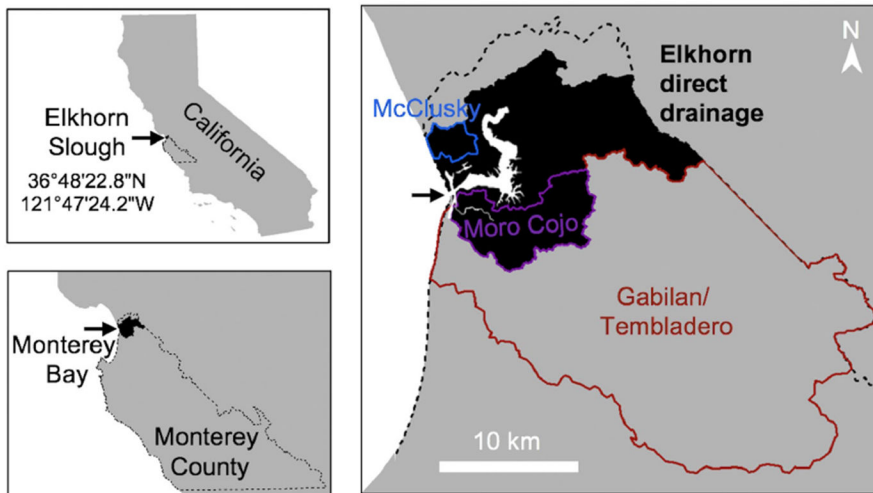 Elkhorn
Slough
36°48'22.8"N
121°47'24.2"W
California
Monterey
Bay
Monterey
County
N
Elkhorn
direct
drainage
McClusky
Moro Cojo
Gabilan/
Tembladero
10 km